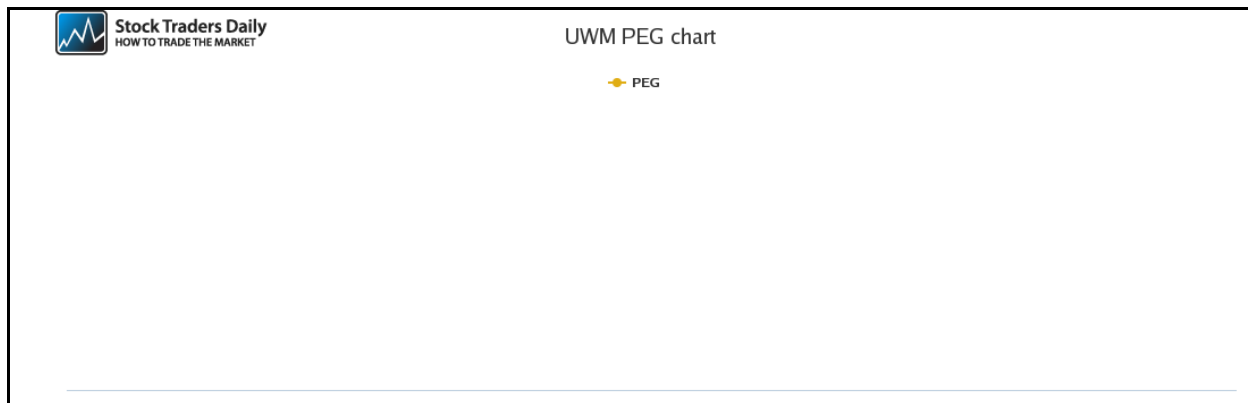 Stock Traders Daily
HOW TO TRADE THE MARKET
UWM PEG chart
PEG